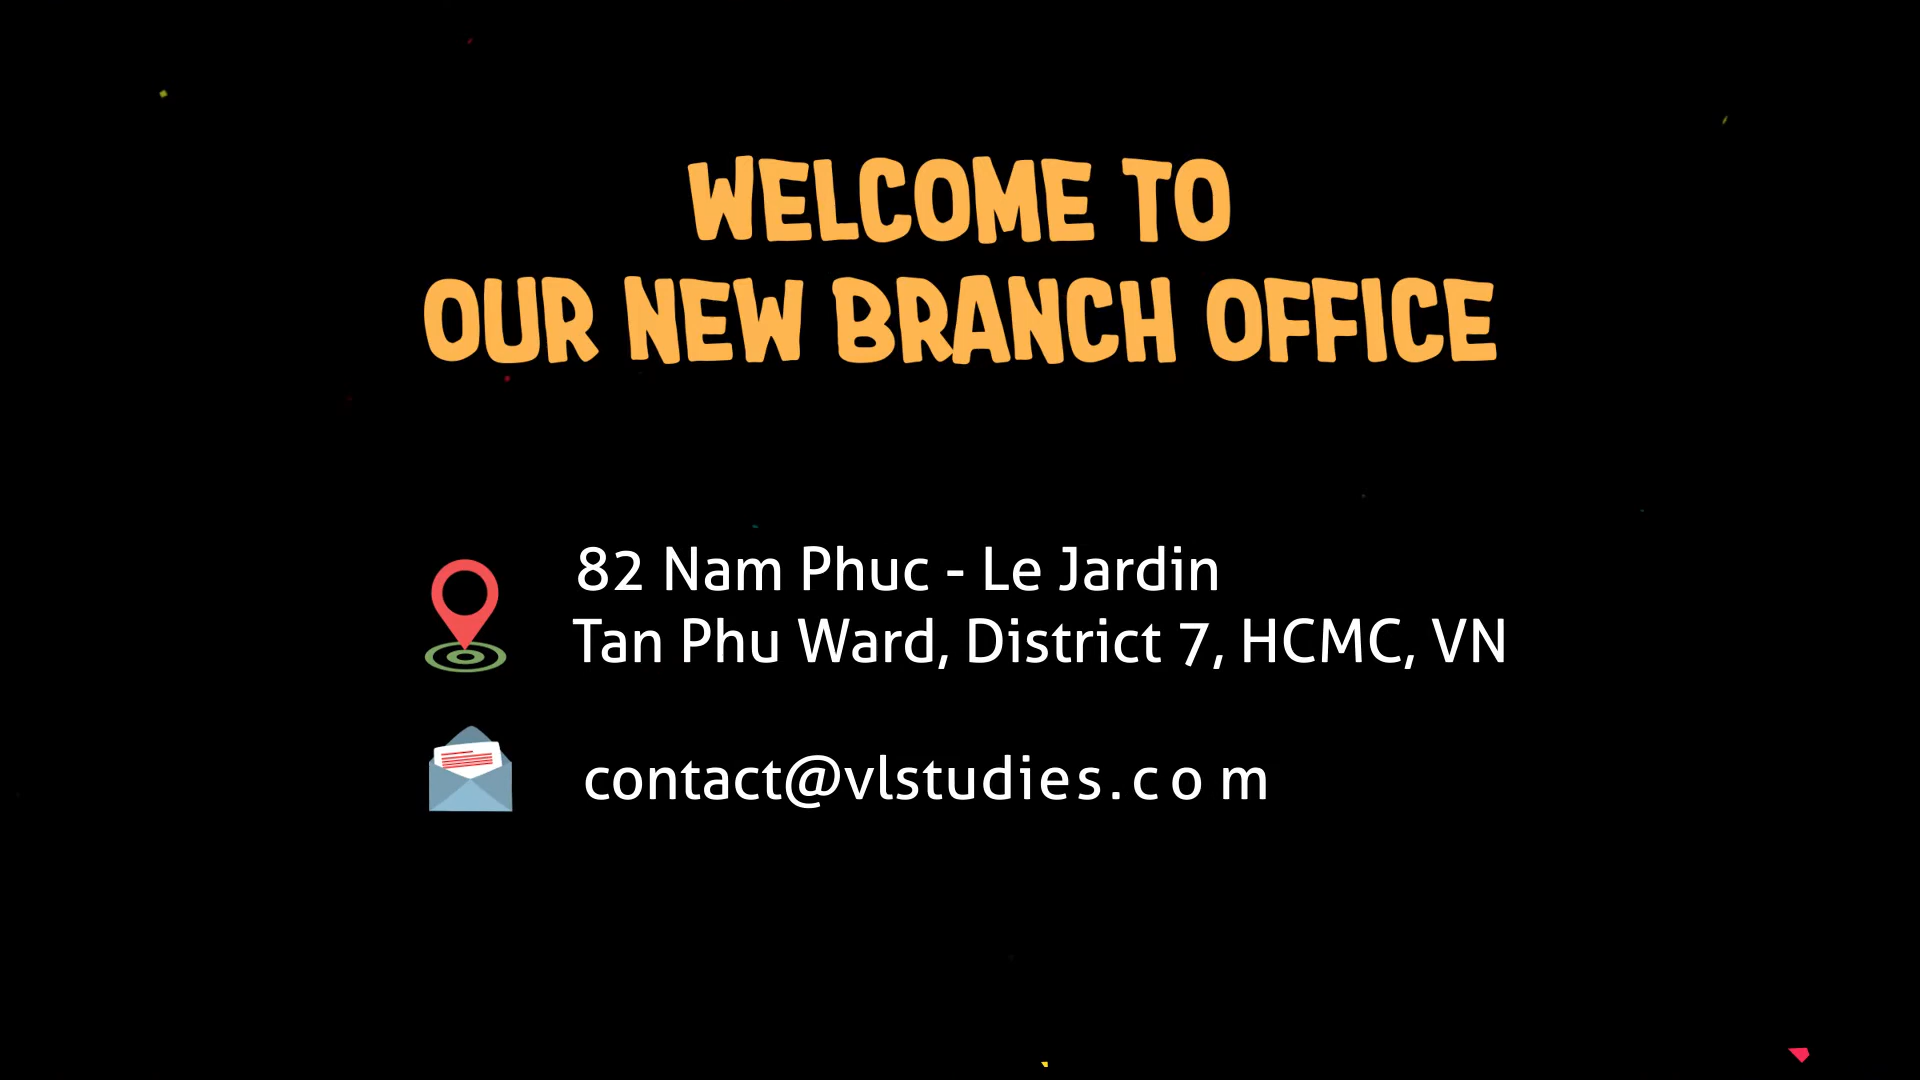 WELCOME TO
OUR NEW BRANCH OFFICE
82 Nam Phuc - Le Jardin
Tan Phu Ward, District 7, HCMC, VN
contact@vlstudies.com